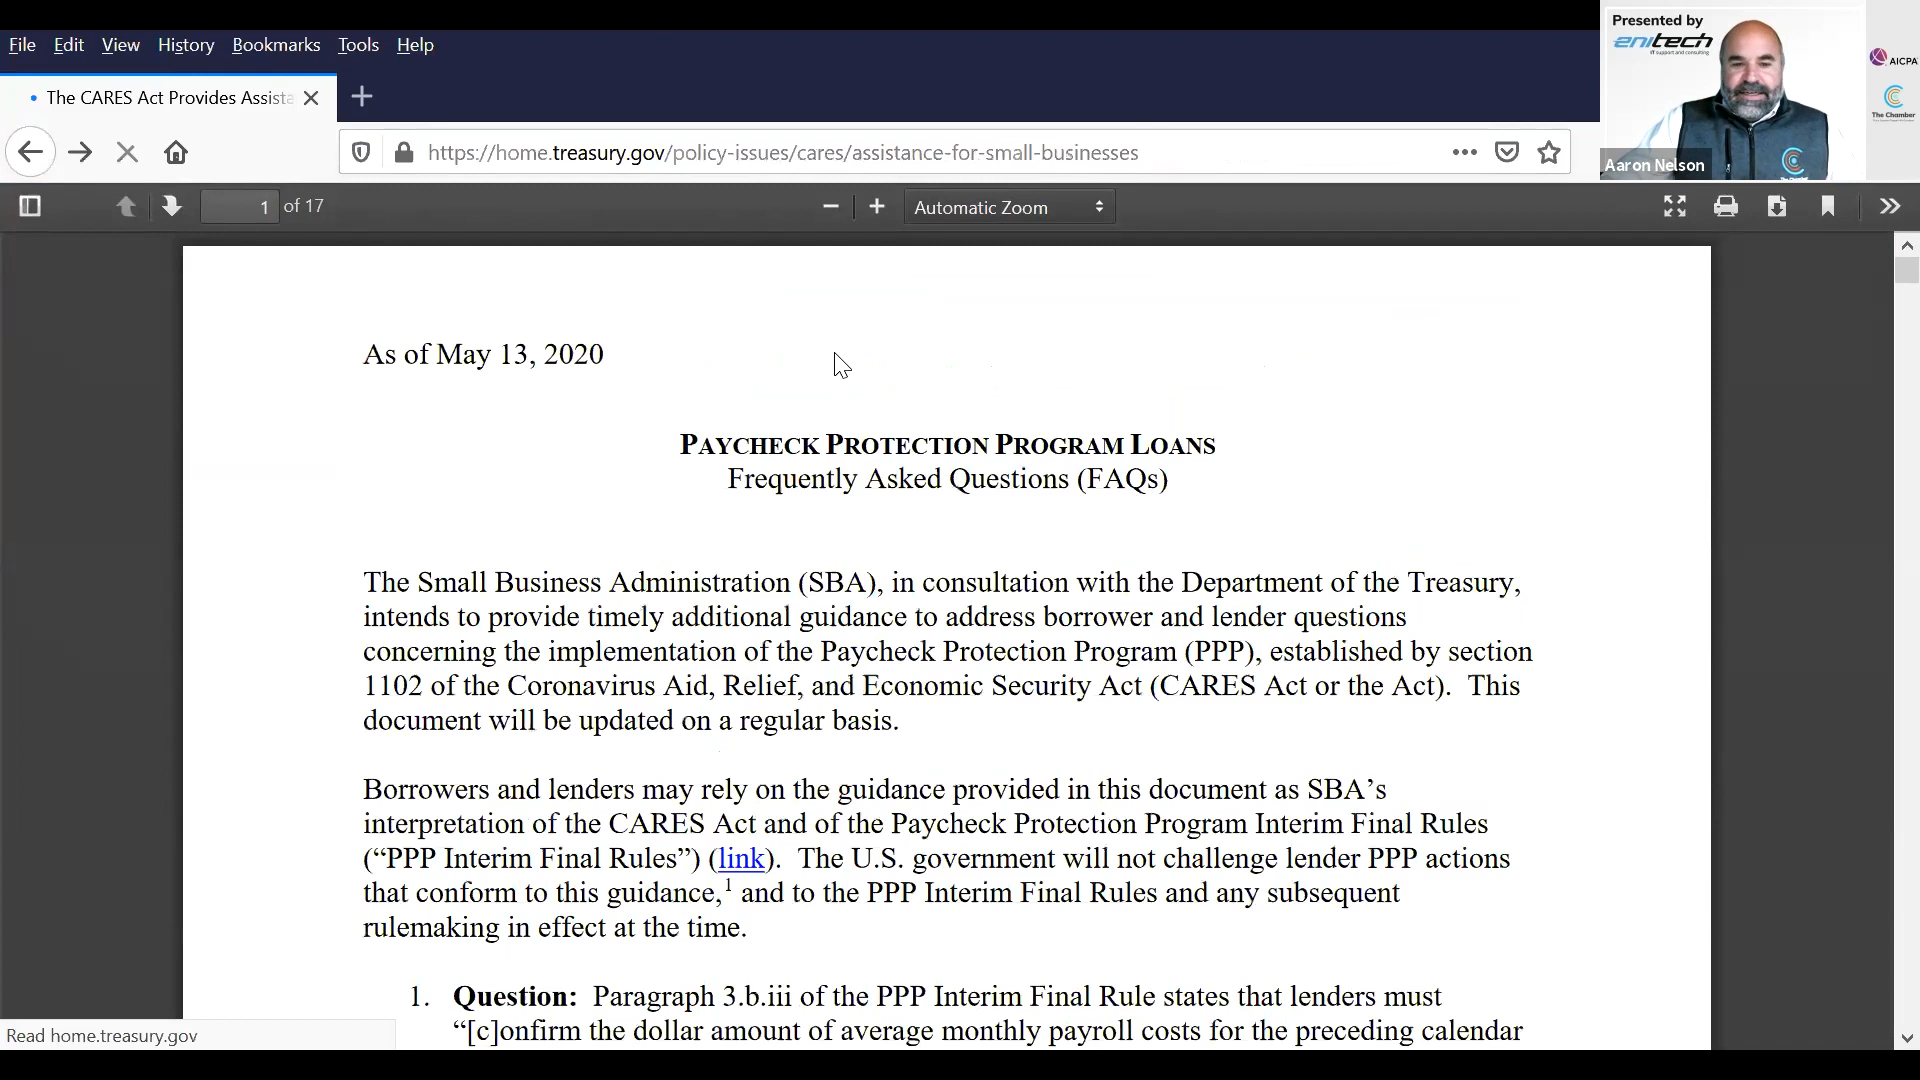 File Edit View History Bookmarks Tools Help
The CARES Act Provides Assista
https://home.treasury.gov/policy-issues/cares/assistance-for-small-businesses
1 of 17
Automatic Zoom
Presented by
enitech
IT support and consulting
AICPA
The Chamber
Aaron Nelson
As of May 13, 2020
PAYCHECK PROTECTION PROGRAM LOANS
Frequently Asked Questions (FAQs)
The Small Business Administration (SBA), in consultation with the Department of the Treasury,
intends to provide timely additional guidance to address borrower and lender questions
concerning the implementation of the Paycheck Protection Program (PPP), established by section
1102 of the Coronavirus Aid, Relief, and Economic Security Act (CARES Act or the Act). This
document will be updated on a regular basis.
Borrowers and lenders may rely on the guidance provided in this document as SBA’s
interpretation of the CARES Act and of the Paycheck Protection Program Interim Final Rules
(“PPP Interim Final Rules”) (link). The U.S. government will not challenge lender PPP actions
that conform to this guidance,1 and to the PPP Interim Final Rules and any subsequent
rulemaking in effect at the time.
1. Question: Paragraph 3.b.iii of the PPP Interim Final Rule states that lenders must
“[c]onfirm the dollar amount of average monthly payroll costs for the preceding calendar
Read home.treasury.gov